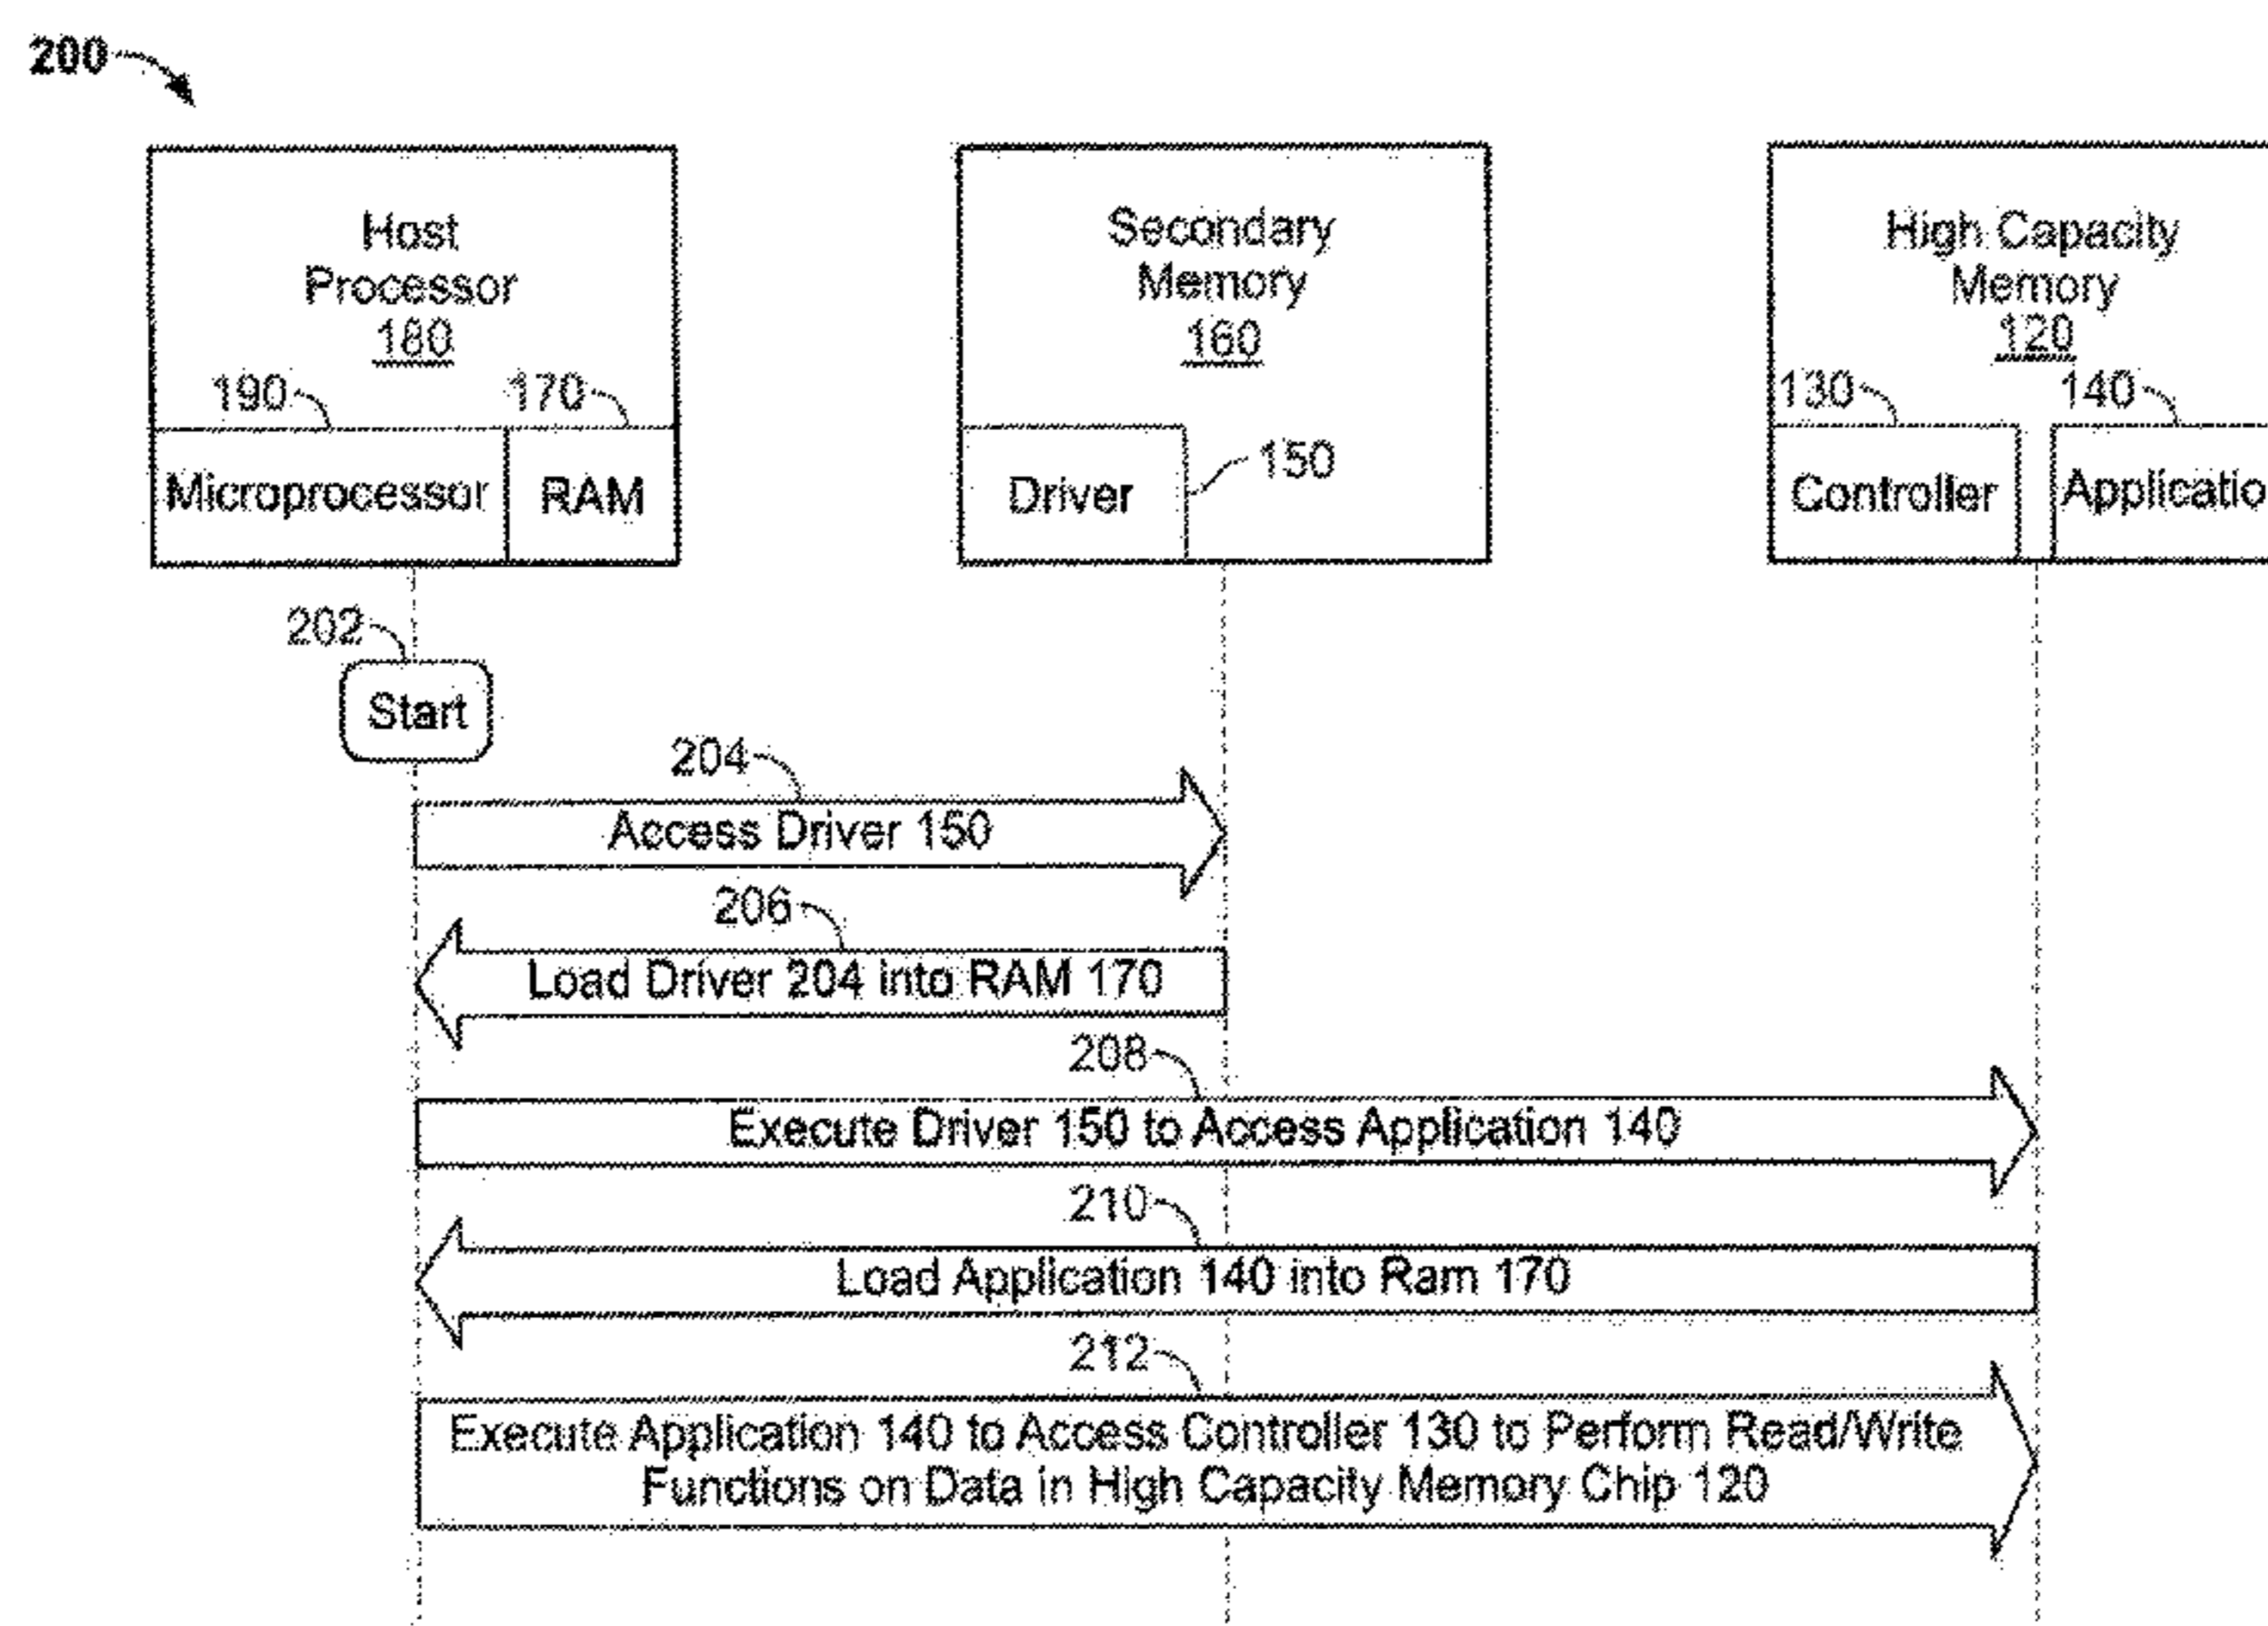 200
Host
Processor
180
190
170
Microprocessor
RAM
Secondary
Memory
160
Driver
150
High Capacity
Memory
120
130
140
Controller
Applicatio
202
Start
204
Access Driver 150
206
Load Driver 204 into RAM 170
208
Execute Driver 150 to Access Application 140
210
Load Application 140 into Ram 170
212
Execute Application 140 to Access Controller 130 to Perform Read/Write
Functions on Data in High Capacity Memory Chip 120